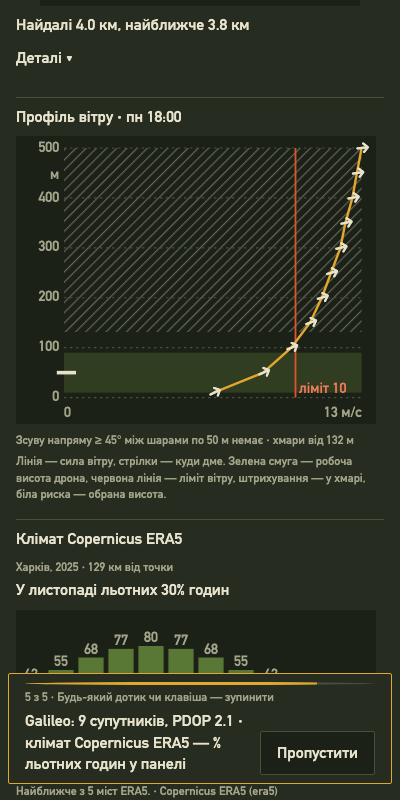 Найдалі 4.0 км, найближче 3.8 км
Деталі ▾
Профіль вітру · пн 18:00
500
м
400
300
200
100
0
ліміт 10
0
13 м/с
Зсуву напряму ≥ 45° між шарами по 50 м немає · хмари від 132 м
Лінія — сила вітру, стрілки — куди дме. Зелена смуга — робоча
висота дрона, червона лінія — ліміт вітру, штрихування — у хмарі,
біла риска — обрана висота.
Клімат Copernicus ERA5
Харків, 2025 · 129 км від точки
У листопаді льотних 30% годин
55
68
77
80
77
68
55
5 з 5 · Будь-який дотик чи клавіша — зупинити
Galileo: 9 супутників, PDOP 2.1 ·
клімат Copernicus ERA5 — %
льотних годин у панелі
Пропустити
Найближче з 5 міст ERA5. · Copernicus ERA5 (era5)